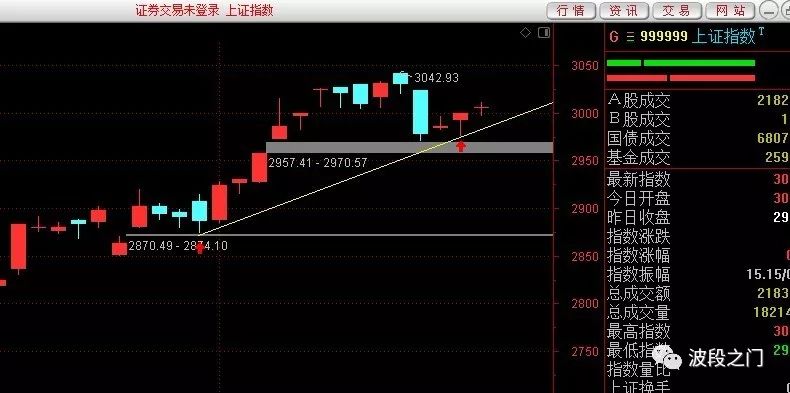 证券交易未登录 上证指数
行情 资讯 交易 网站
G 三 999999 上证指数 T
3050
3042.93
3000
2957.41 - 2970.57
2950
2900
2870.49 - 2874.10
2850
2800
2750
A股成交 2182
B股成交 1
国债成交 6807
基金成交 259
最新指数 30
今日开盘 30
昨日收盘 29
指数涨跌
指数涨幅
指数振幅 15.15/
总成交额 2183
总成交量 18214
最高指数 30
最低指数 29
指数量比
上证换手
波段之门